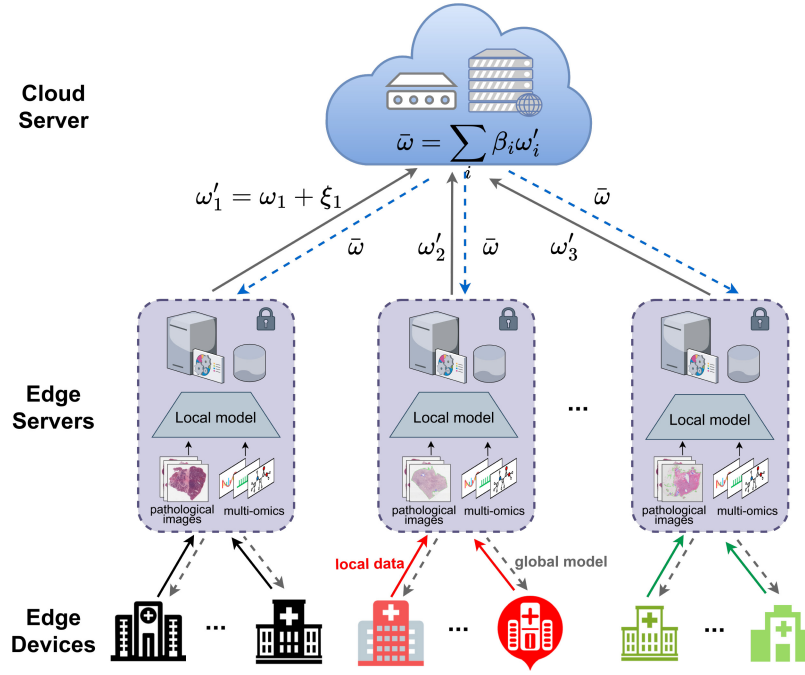 Cloud
Server
ω̄ = ∑ᵢ βᵢω′ᵢ
ω′₁ = ω₁ + ξ₁
ω̄
ω′₂
ω̄
ω′₃
ω̄
Edge
Servers
Local model
pathological
images
multi-omics
Local model
pathological
images
multi-omics
...
Local model
pathological
images
multi-omics
local data
global model
Edge
Devices
...
...
...